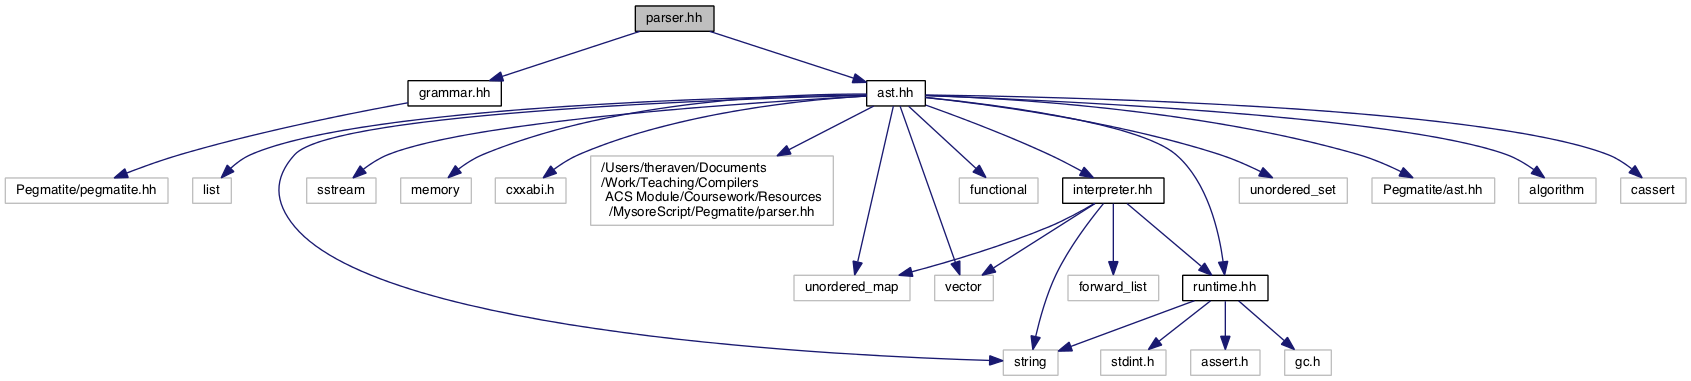 parser.hh
grammar.hh
ast.hh
Pegmatite/pegmatite.hh
list
sstream
memory
cxxabi.h
/Users/theraven/Documents
/Work/Teaching/Compilers
ACS Module/Coursework/Resources
/MysoreScript/Pegmatite/parser.hh
functional
interpreter.hh
unordered_set
Pegmatite/ast.hh
algorithm
cassert
unordered_map
vector
forward_list
runtime.hh
string
stdint.h
assert.h
gc.h